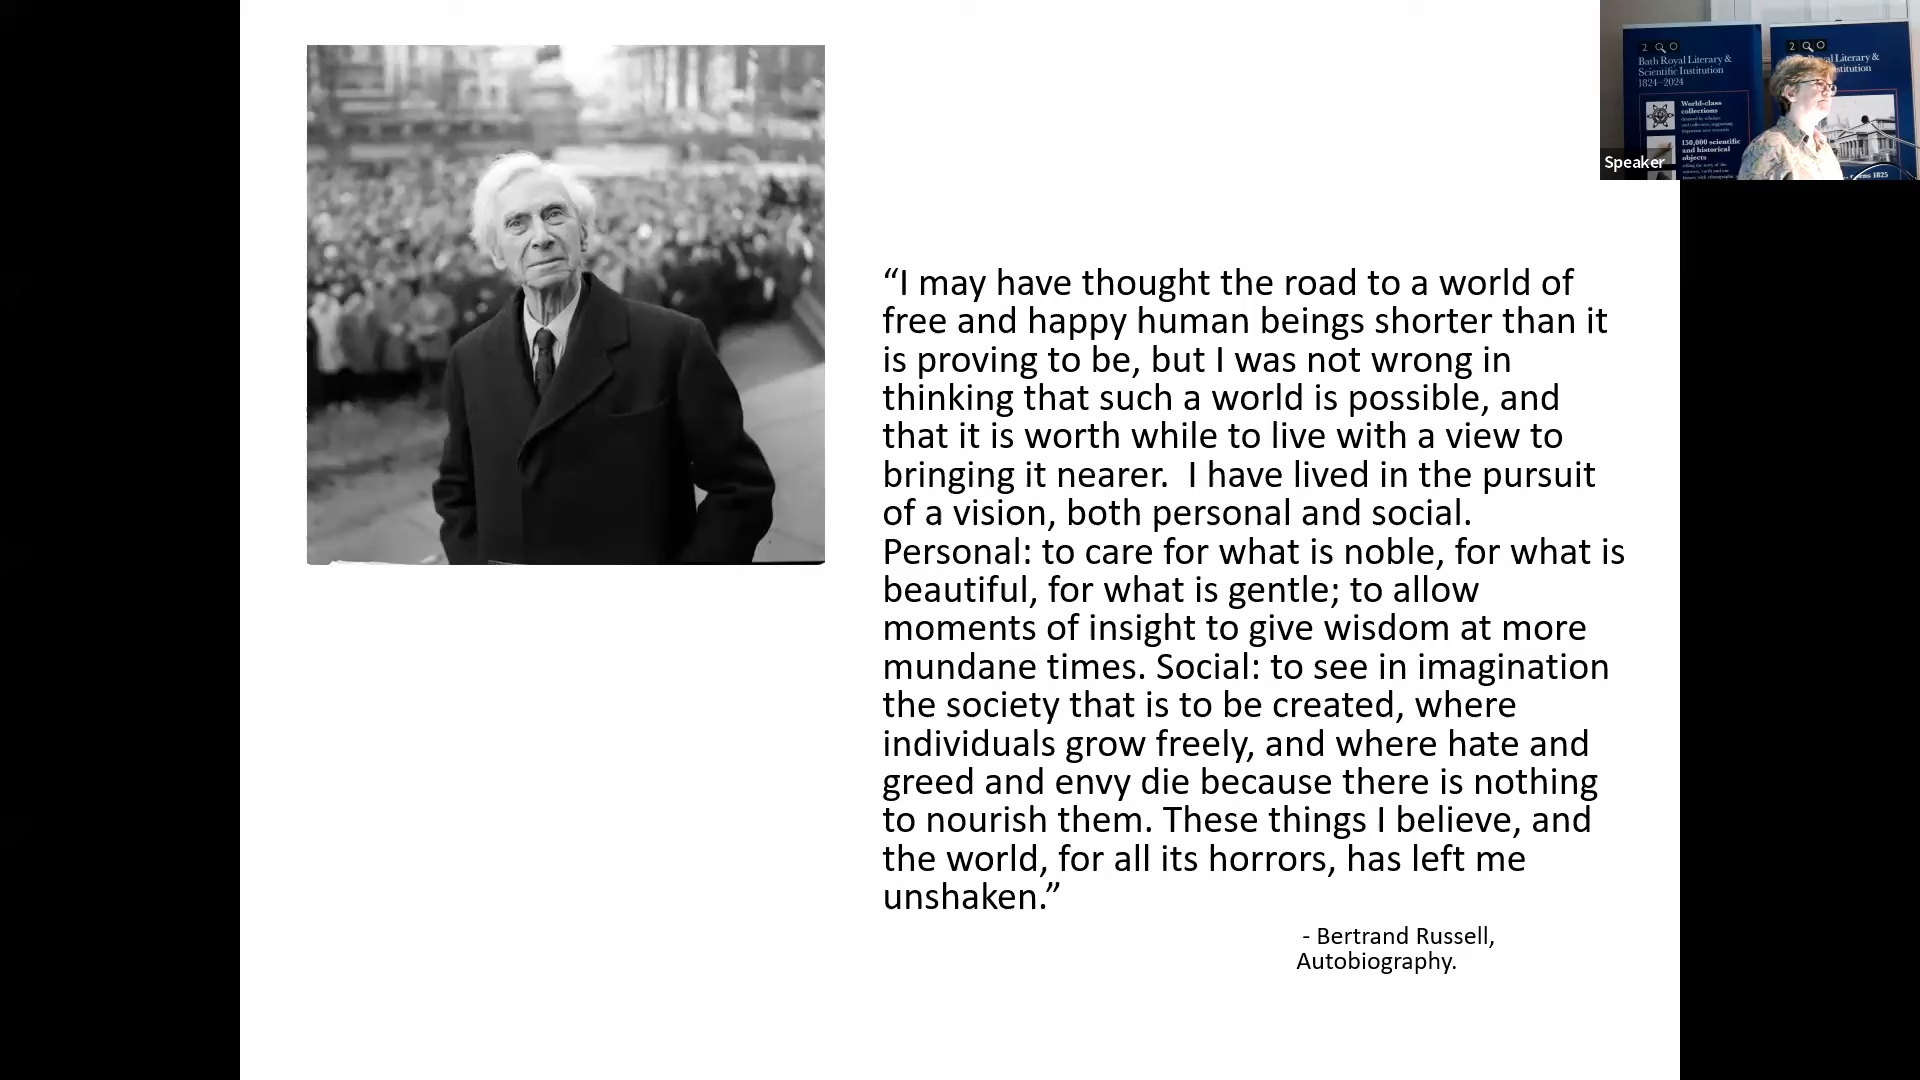 “I may have thought the road to a world of
free and happy human beings shorter than it
is proving to be, but I was not wrong in
thinking that such a world is possible, and
that it is worth while to live with a view to
bringing it nearer.  I have lived in the pursuit
of a vision, both personal and social.
Personal: to care for what is noble, for what is
beautiful, for what is gentle; to allow
moments of insight to give wisdom at more
mundane times. Social: to see in imagination
the society that is to be created, where
individuals grow freely, and where hate and
greed and envy die because there is nothing
to nourish them. These things I believe, and
the world, for all its horrors, has left me
unshaken.”
- Bertrand Russell,
Autobiography.
Bath Royal Literary &
Scientific Institution
1824–2024
World-class
collections
150,000 scientific
and historical
objects
Royal Literary &
1825
Speaker